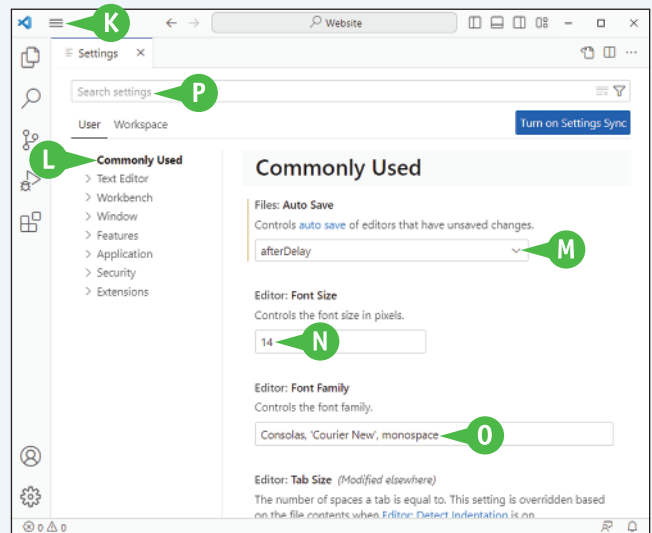 K
Website
Settings
Search settings
P
User Workspace
Turn on Settings Sync
L
Commonly Used
Text Editor
Workbench
Window
Features
Application
Security
Extensions
Commonly Used
Files: Auto Save
Controls auto save of editors that have unsaved changes.
afterDelay
M
Editor: Font Size
Controls the font size in pixels.
14
N
Editor: Font Family
Controls the font family.
Consolas, 'Courier New', monospace
O
Editor: Tab Size (Modified elsewhere)
The number of spaces a tab is equal to. This setting is overridden based
on the file contents when Editor: Detect Indentation is on.
0 0